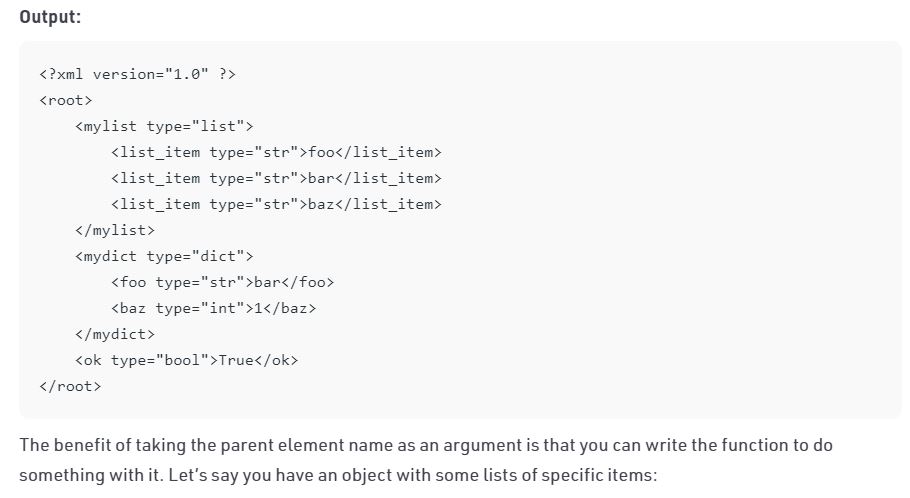 Output:
<?xml version="1.0" ?>
<root>
    <mylist type="list">
        <list_item type="str">foo</list_item>
        <list_item type="str">bar</list_item>
        <list_item type="str">baz</list_item>
    </mylist>
    <mydict type="dict">
        <foo type="str">bar</foo>
        <baz type="int">1</baz>
    </mydict>
    <ok type="bool">True</ok>
</root>
The benefit of taking the parent element name as an argument is that you can write the function to do
something with it. Let’s say you have an object with some lists of specific items: